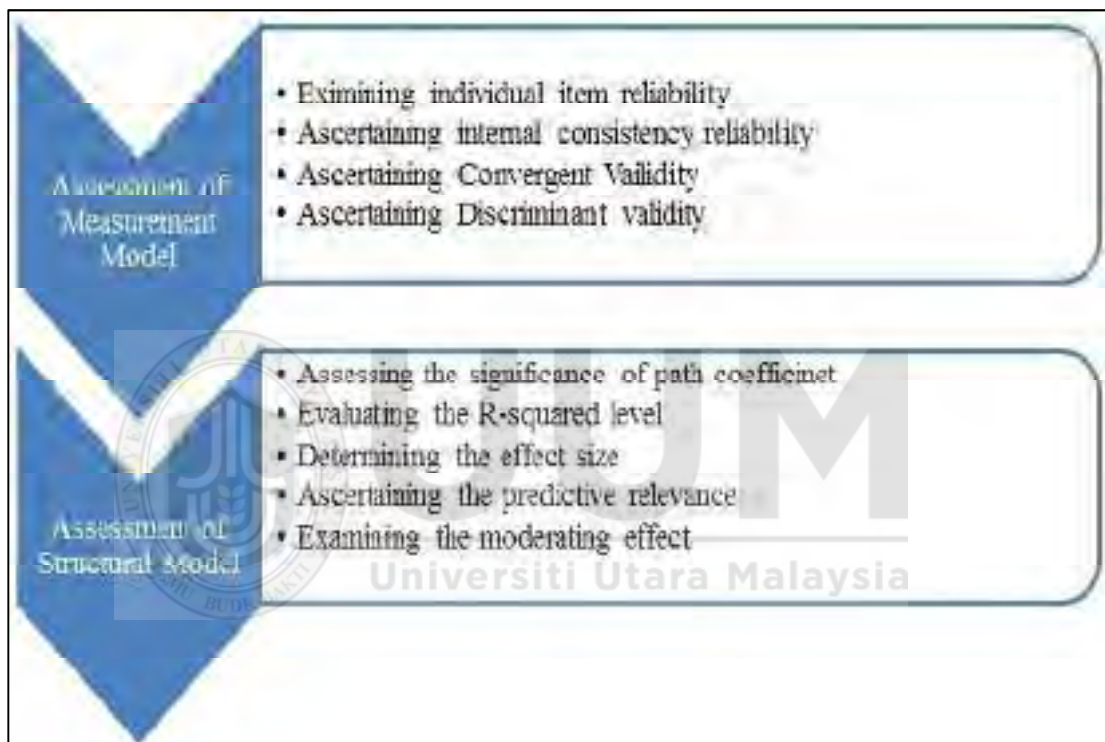 Assessment of
Measurement
Model
• Eximining individual item reliability
• Ascertaining internal consistency reliability
• Ascertaining Convergent Vailidity
• Ascertaining Discriminant validity
Assessment of
Structural Model
• Assessing the significance of path coefficinet
• Evaluating the R-squared level
• Determining the effect size
• Ascertaining the predictive relevance
• Examining the moderating effect
UUM
Universiti Utara Malaysia